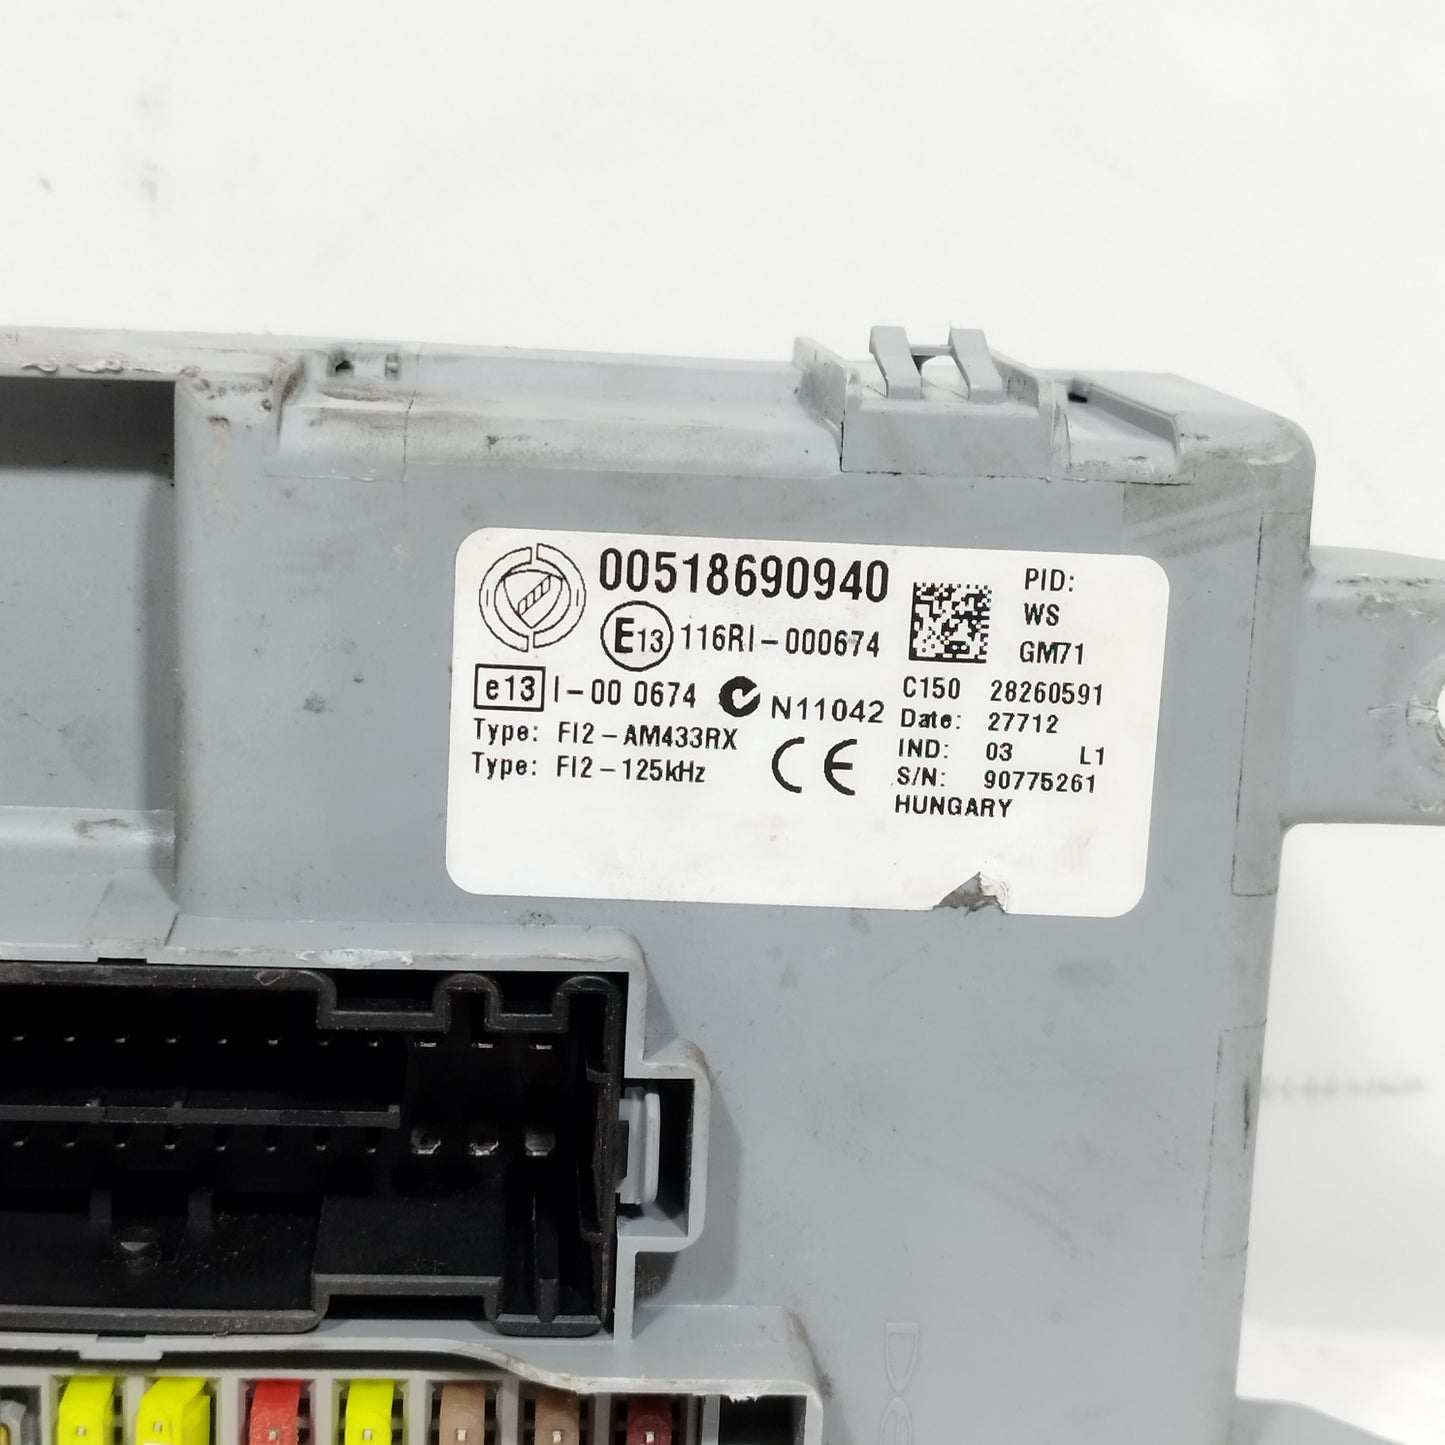 00518690940
E13 116RI-000674
e13 I-00 0674 N11042
Type: FI2-AM433RX
Type: FI2-125kHz
CE
PID:
WS
GM71
C150 28260591
Date: 27712
IND: 03 L1
S/N: 90775261
HUNGARY